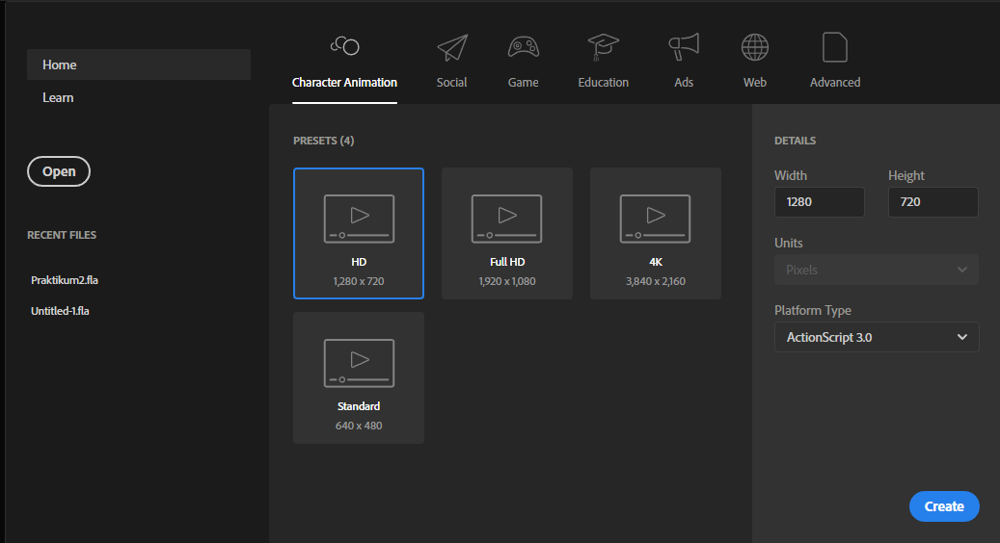 Home
Learn
Open
RECENT FILES
Praktikum2.fla
Untitled-1.fla
Character Animation
Social
Game
Education
Ads
Web
Advanced
PRESETS (4)
HD
1,280 x 720
Full HD
1,920 x 1,080
4K
3,840 x 2,160
Standard
640 x 480
DETAILS
Width
Height
1280
720
Units
Pixels
Platform Type
ActionScript 3.0
Create